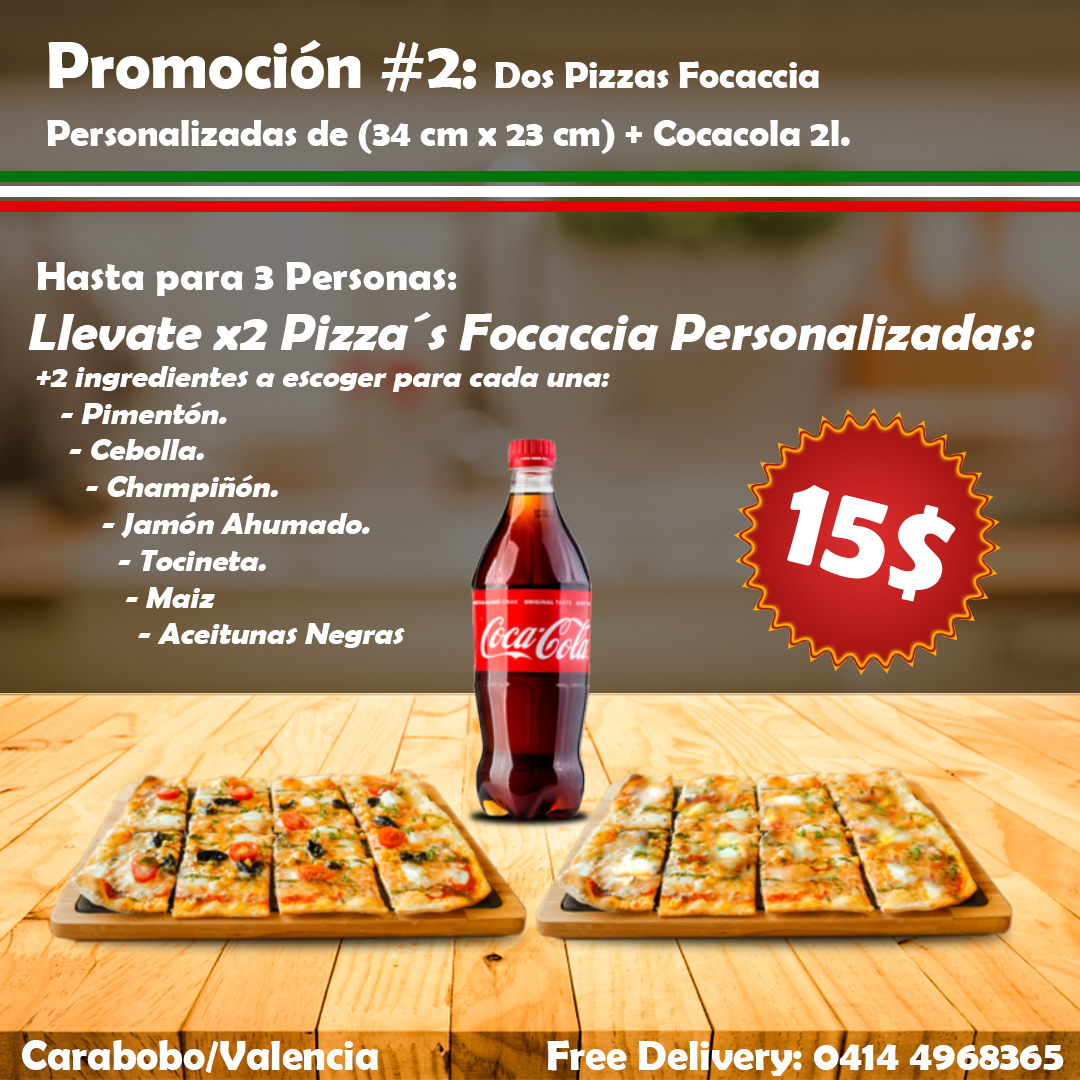 Promoción #2: Dos Pizzas Focaccia
Personalizadas de (34 cm x 23 cm) + Cocacola 2l.
Hasta para 3 Personas:
Llevate x2 Pizza´s Focaccia Personalizadas:
+2 ingredientes a escoger para cada una:
- Pimentón.
- Cebolla.
- Champiñón.
- Jamón Ahumado.
- Tocineta.
- Maiz
- Aceitunas Negras
15$
ORIGINAL TASTE
Coca-Cola
Carabobo/Valencia
Free Delivery: 0414 4968365